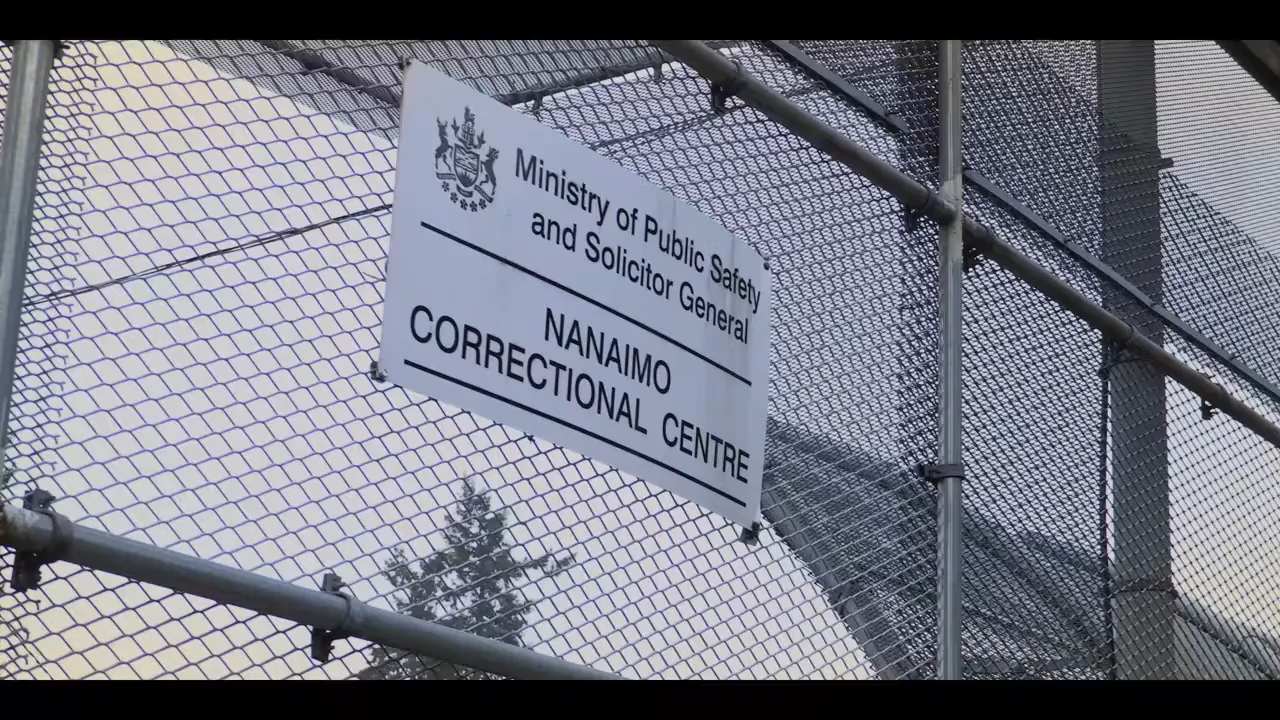 Ministry of Public Safety
and Solicitor General
NANAIMO
CORRECTIONAL CENTRE